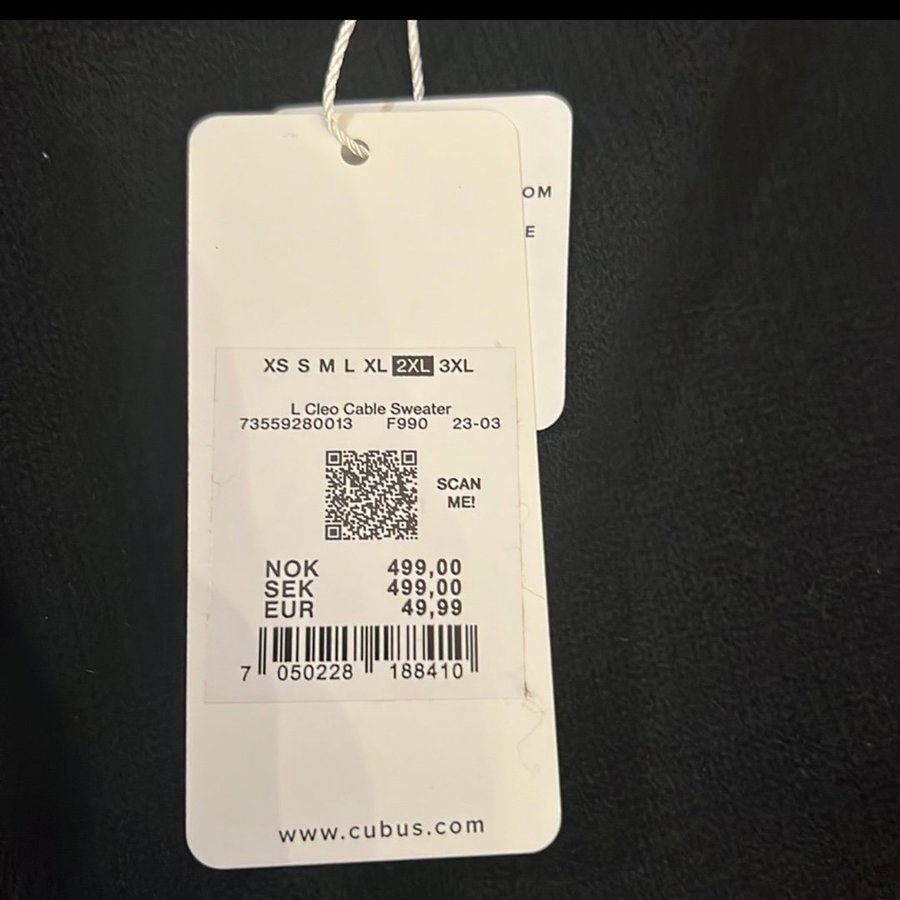 OM
E
XS S M L XL 2XL 3XL
L Cleo Cable Sweater
73559280013 F990 23-03
SCAN
ME!
NOK 499,00
SEK 499,00
EUR 49,99
7 050228 188410
www.cubus.com